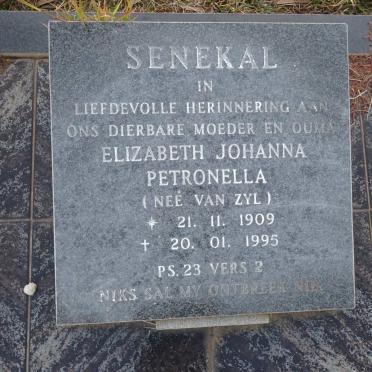 SENEKAL
IN
LIEFDEVOLLE HERINNERING AAN
ONS DIERBARE MOEDER EN OUMA
ELIZABETH JOHANNA
PETRONELLA
(NEÉ VAN ZYL)
* 21. 11. 1909
† 20. 01. 1995
PS. 23 VERS 2
NIKS SAL MY ONTBREEK NIE